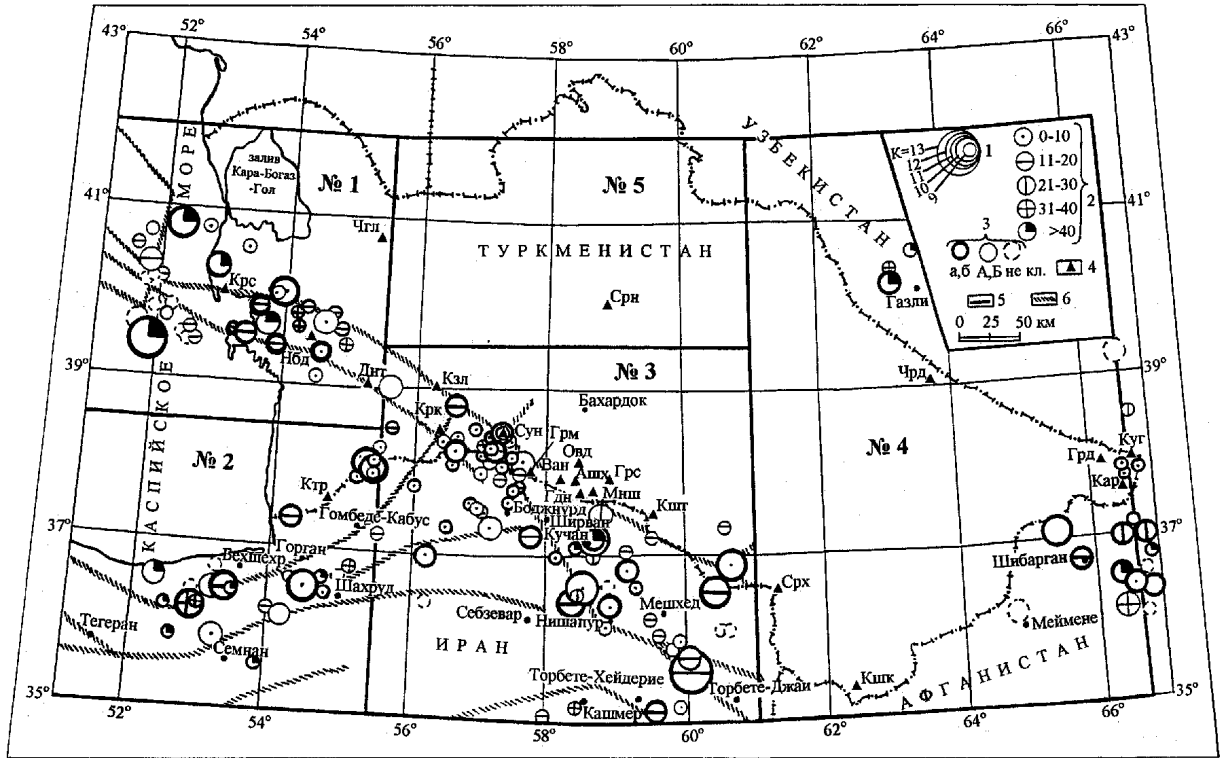 52° 54° 56° 58° 60° 62° 64° 66°
43° 43°
УЗБЕКИСТАН
К=13
12
11
10
9
1
0-10
11-20
21-30
31-40
>40
2
3
а,б А,Б не кл.
4
5
6
0 25 50 км
МОРЕ
залив
Кара-Богаз
-Гол
№ 1
№ 5
41° 41°
Чгл
ТУРКМЕНИСТАН
Крс
Срн
Газли
Нбд
39° 39°
Днт
Кзл
№ 3
Чрд
Крк
Бахардок
КАСПИЙСКОЕ
№ 2
Сун
Грм
№ 4
Куг
Ван
Овд
Грд
Ашх
Грс
Кар
Ктр
Гдн
Мнш
Боджнурд
Кшт
Гомбеде-Кабус
Ширван
37° 37°
Кучан
Горган
Вехшехр
Шибарган
Шахруд
Срх
Мешхед
Себзевар
Нишапур
Меймене
Тегеран
Семнан
ИРАН
Торбете-Хейдерие
Торбете-Джаи
Кшк
АФГАНИСТАН
Кашмер
35° 35°
52° 54° 56° 58° 60° 62° 64° 66°